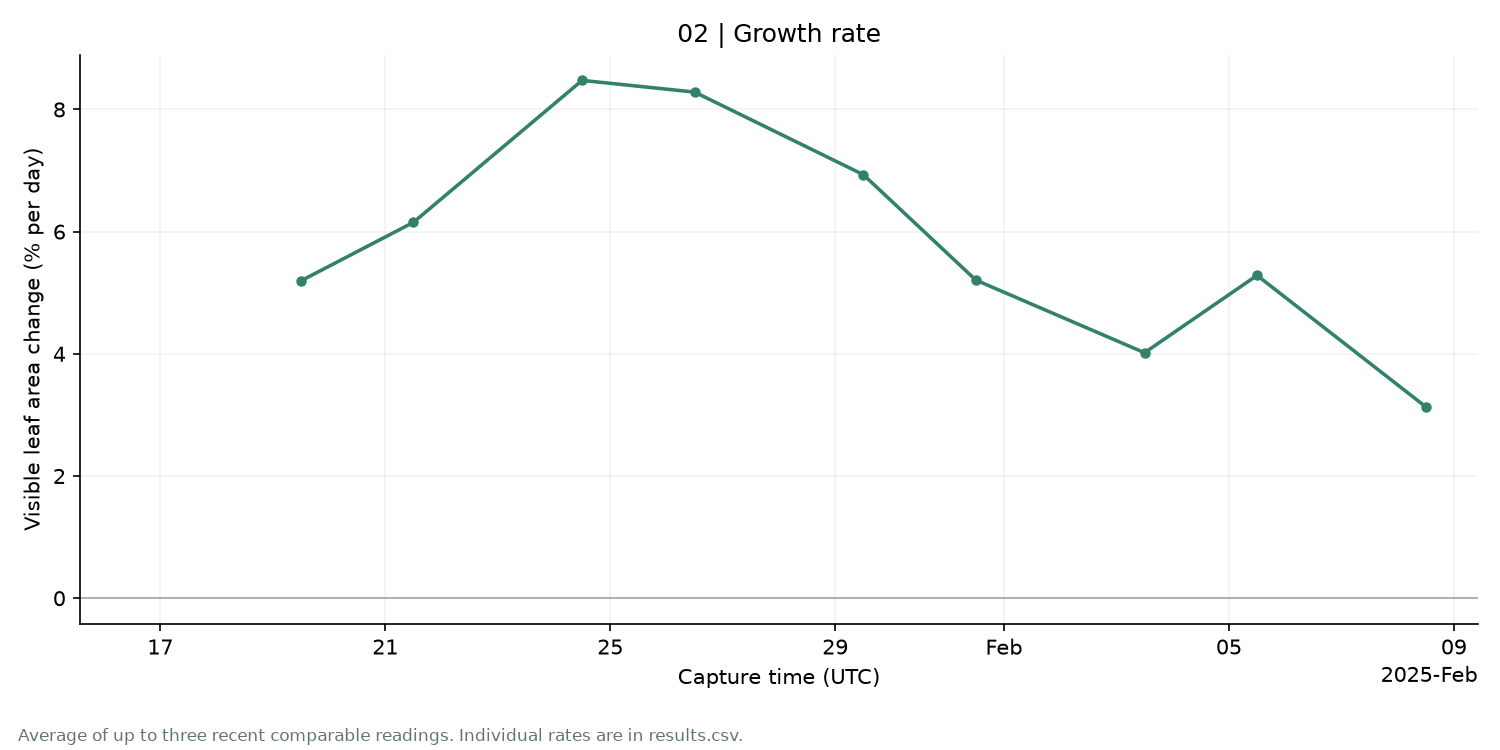 02 | Growth rate
Visible leaf area change (% per day)
8
6
4
2
0
17 21 25 29 Feb 05 09
2025-Feb
Capture time (UTC)
Average of up to three recent comparable readings. Individual rates are in results.csv.